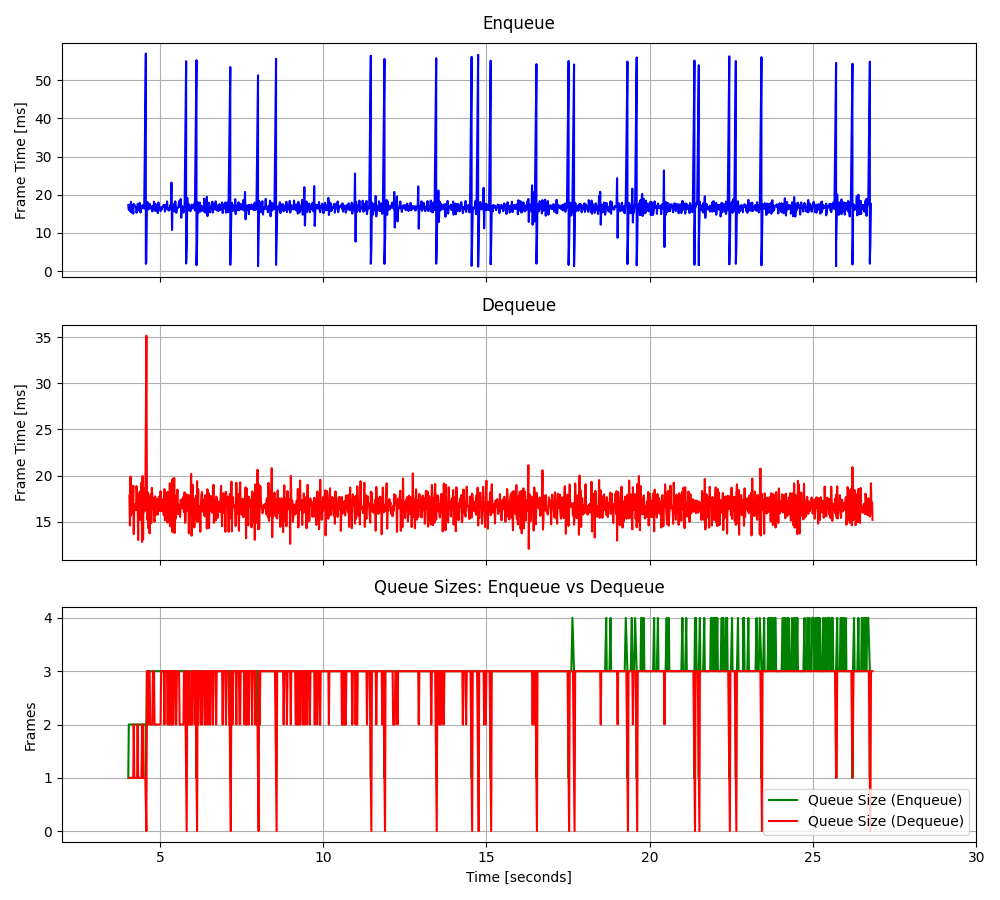 Enqueue
Frame Time [ms]
50
40
30
20
10
0
Dequeue
Frame Time [ms]
35
30
25
20
15
Queue Sizes: Enqueue vs Dequeue
Frames
4
3
2
1
0
Queue Size (Enqueue)
Queue Size (Dequeue)
5 10 15 20 25 30
Time [seconds]